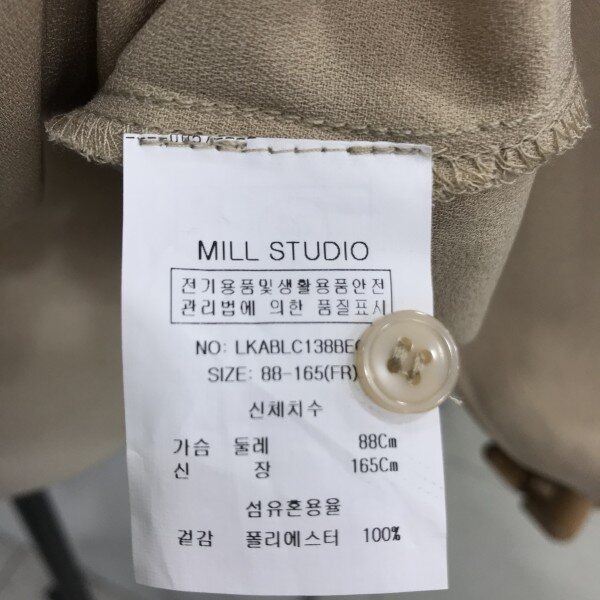 MILL STUDIO
전기용품및생활용품안전
관리법에 의한 품질표시
NO: LKABLC138BE
SIZE: 88-165(FR)
신체치수
가슴 둘레 88Cm
신 장 165Cm
섬유혼용율
겉감 폴리에스터 100%